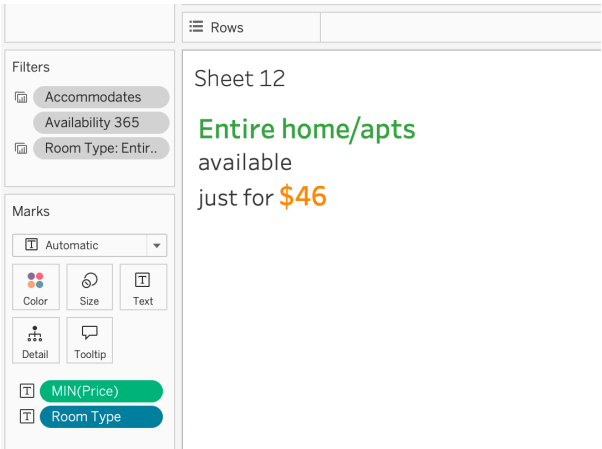 Rows
Filters
Accommodates
Availability 365
Room Type: Entir..
Marks
T Automatic
Color
Size
T
Text
Detail
Tooltip
T MIN(Price)
T Room Type
Sheet 12
Entire home/apts
available
just for $46